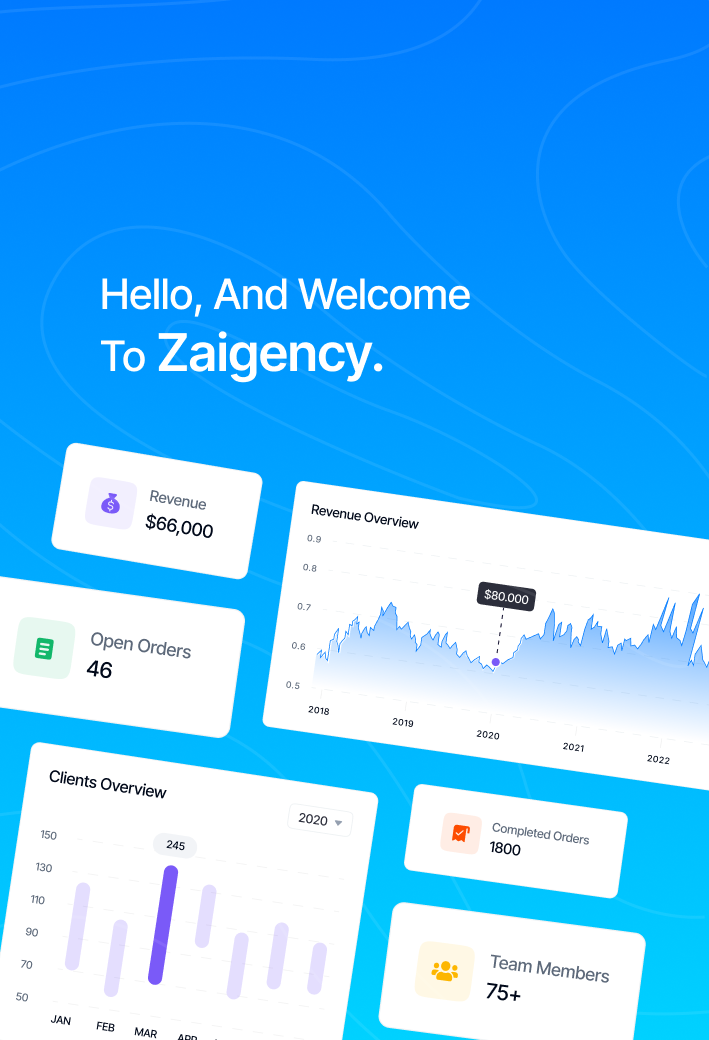 Hello, And Welcome
To Zaigency.
Revenue
$66,000
Revenue Overview
0.9
0.8
0.7
0.6
0.5
$80.000
2018
2019
2020
2021
2022
Open Orders
46
Clients Overview
2020
150
130
110
90
70
50
245
JAN
FEB
MAR
APR
Completed Orders
1800
Team Members
75+